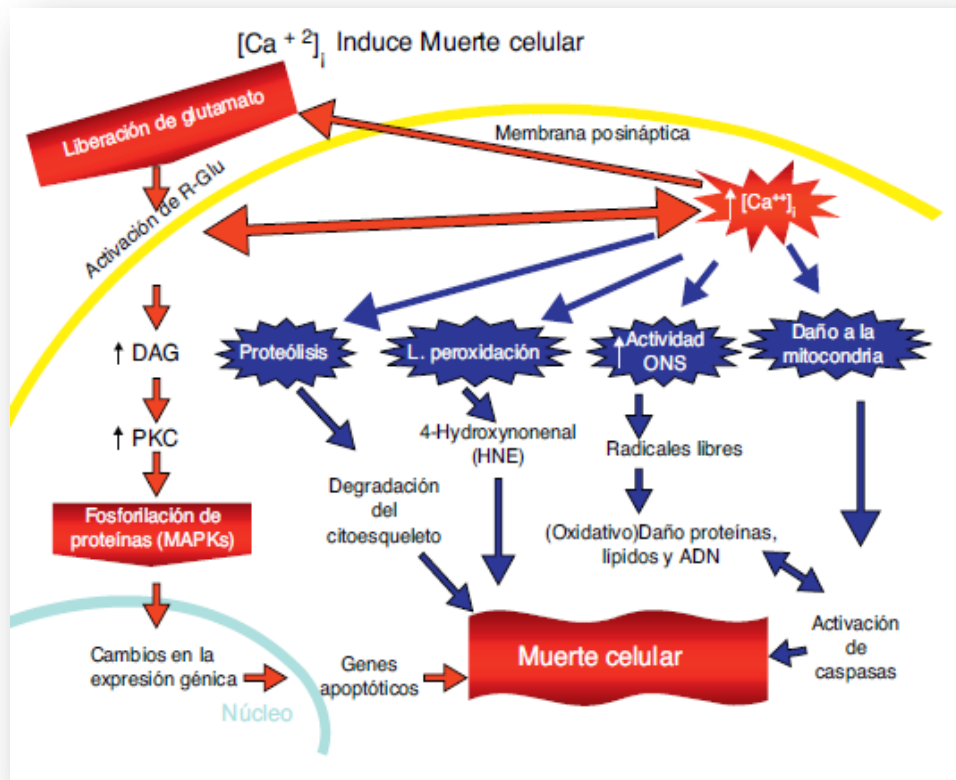 [Ca + 2]i Induce Muerte celular
Liberación de glutamato
Membrana posináptica
Activación de R-Glu
↑ [Ca++]i
↑ DAG
Proteólisis
L. peroxidación
↑ Actividad
ONS
Daño a la
mitocondria
↑ PKC
4-Hydroxynonenal
(HNE)
Radicales libres
Degradación
del
citoesqueleto
Fosforilación de
proteínas (MAPKs)
(Oxidativo)Daño proteínas,
lípidos y ADN
Cambios en la
expresión génica
Genes
apoptóticos
Muerte celular
Activación
de
caspasas
Núcleo